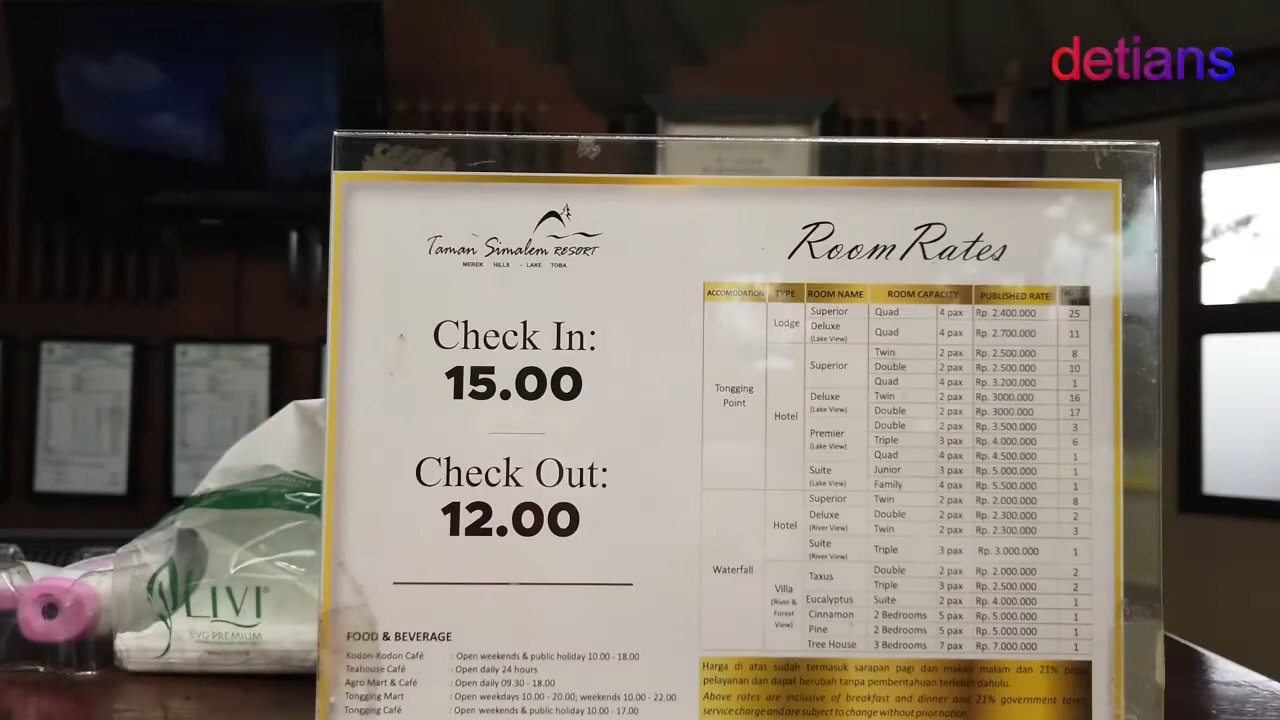 detians
Taman Simalem RESORT
MEREK HILLS - LAKE TOBA
Check In:
15.00
Check Out:
12.00
FOOD & BEVERAGE
Kodon-Kodon Café : Open weekends & public holiday 10.00 - 18.00
Teahouse Café : Open daily 24 hours
Agro Mart & Café : Open daily 09.30 - 18.00
Tongging Mart : Open weekdays 10.00 - 20.00; weekends 10.00 - 22.00
Tongging Café : Open weekends & public holiday 10.00 - 17.00
Room Rates
ACCOMODATION TYPE ROOM NAME ROOM CAPACITY PUBLISHED RATE
Tongging Point
Lodge
Superior Quad 4 pax Rp. 2.400.000 25
Deluxe (Lake View) Quad 4 pax Rp. 2.700.000 11
Hotel
Superior Twin 2 pax Rp. 2.500.000 8
Double 2 pax Rp. 2.500.000 10
Quad 4 pax Rp. 3.200.000 1
Deluxe (Lake View) Twin 2 pax Rp. 3000.000 16
Double 2 pax Rp. 3000.000 17
Premier (Lake View) Double 2 pax Rp. 3.500.000 3
Triple 3 pax Rp. 4.000.000 6
Quad 4 pax Rp. 4.500.000 1
Suite (Lake View) Junior 3 pax Rp. 5.000.000 1
Family 4 pax Rp. 5.500.000 1
Waterfall
Hotel
Superior Twin 2 pax Rp. 2.000.000 8
Deluxe (River View) Double 2 pax Rp. 2.300.000 2
Twin 2 pax Rp. 2.300.000 3
Suite (River View) Triple 3 pax Rp. 3.000.000 1
Villa (River & Forest View)
Taxus Double 2 pax Rp. 2.000.000 2
Triple 3 pax Rp. 2.500.000 2
Eucalyptus Suite 2 pax Rp. 4.000.000 1
Cinnamon 2 Bedrooms 5 pax Rp. 5.000.000 1
Pine 2 Bedrooms 5 pax Rp. 5.000.000 1
Tree House 3 Bedrooms 7 pax Rp. 7.000.000 1
Harga di atas sudah termasuk sarapan pagi dan makan malam dan 21%
pelayanan dan dapat berubah tanpa pemberitahuan terlebih dahulu.
Above rates are inclusive of breakfast and dinner and 21% government
service charge and are subject to change without prior notice.
LIVI
EVO PREMIUM